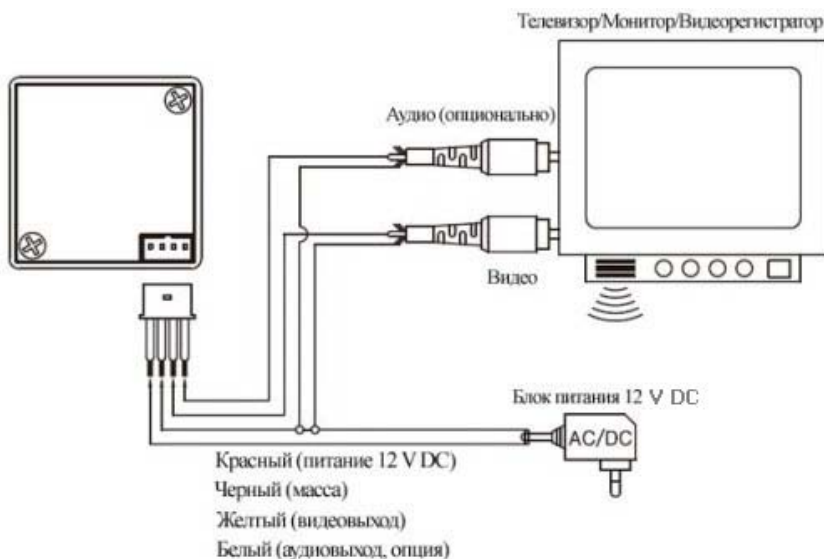 Телевизор/Монитор/Видеорегистратор
Аудио (опционально)
Видео
Блок питания 12 V DC
AC/DC
Красный (питание 12 V DC)
Черный (масса)
Желтый (видеовыход)
Белый (аудиовыход, опция)